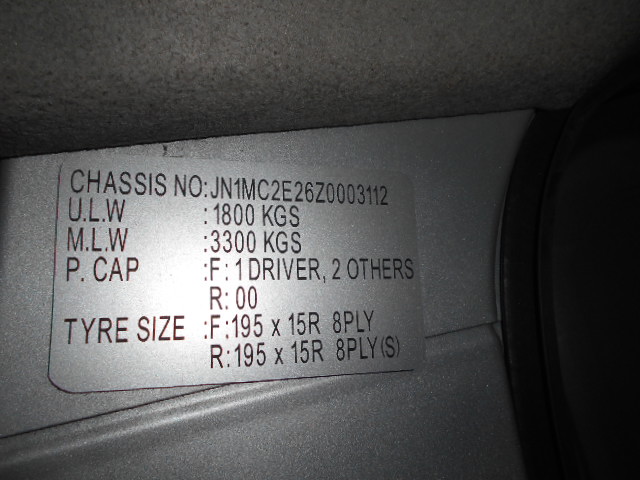 CHASSIS NO:JN1MC2E26Z0003112
U.L.W :1800 KGS
M.L.W :3300 KGS
P. CAP :F: 1 DRIVER, 2 OTHERS
R: 00
TYRE SIZE :F:195 x 15R 8PLY
R:195 x 15R 8PLY(S)